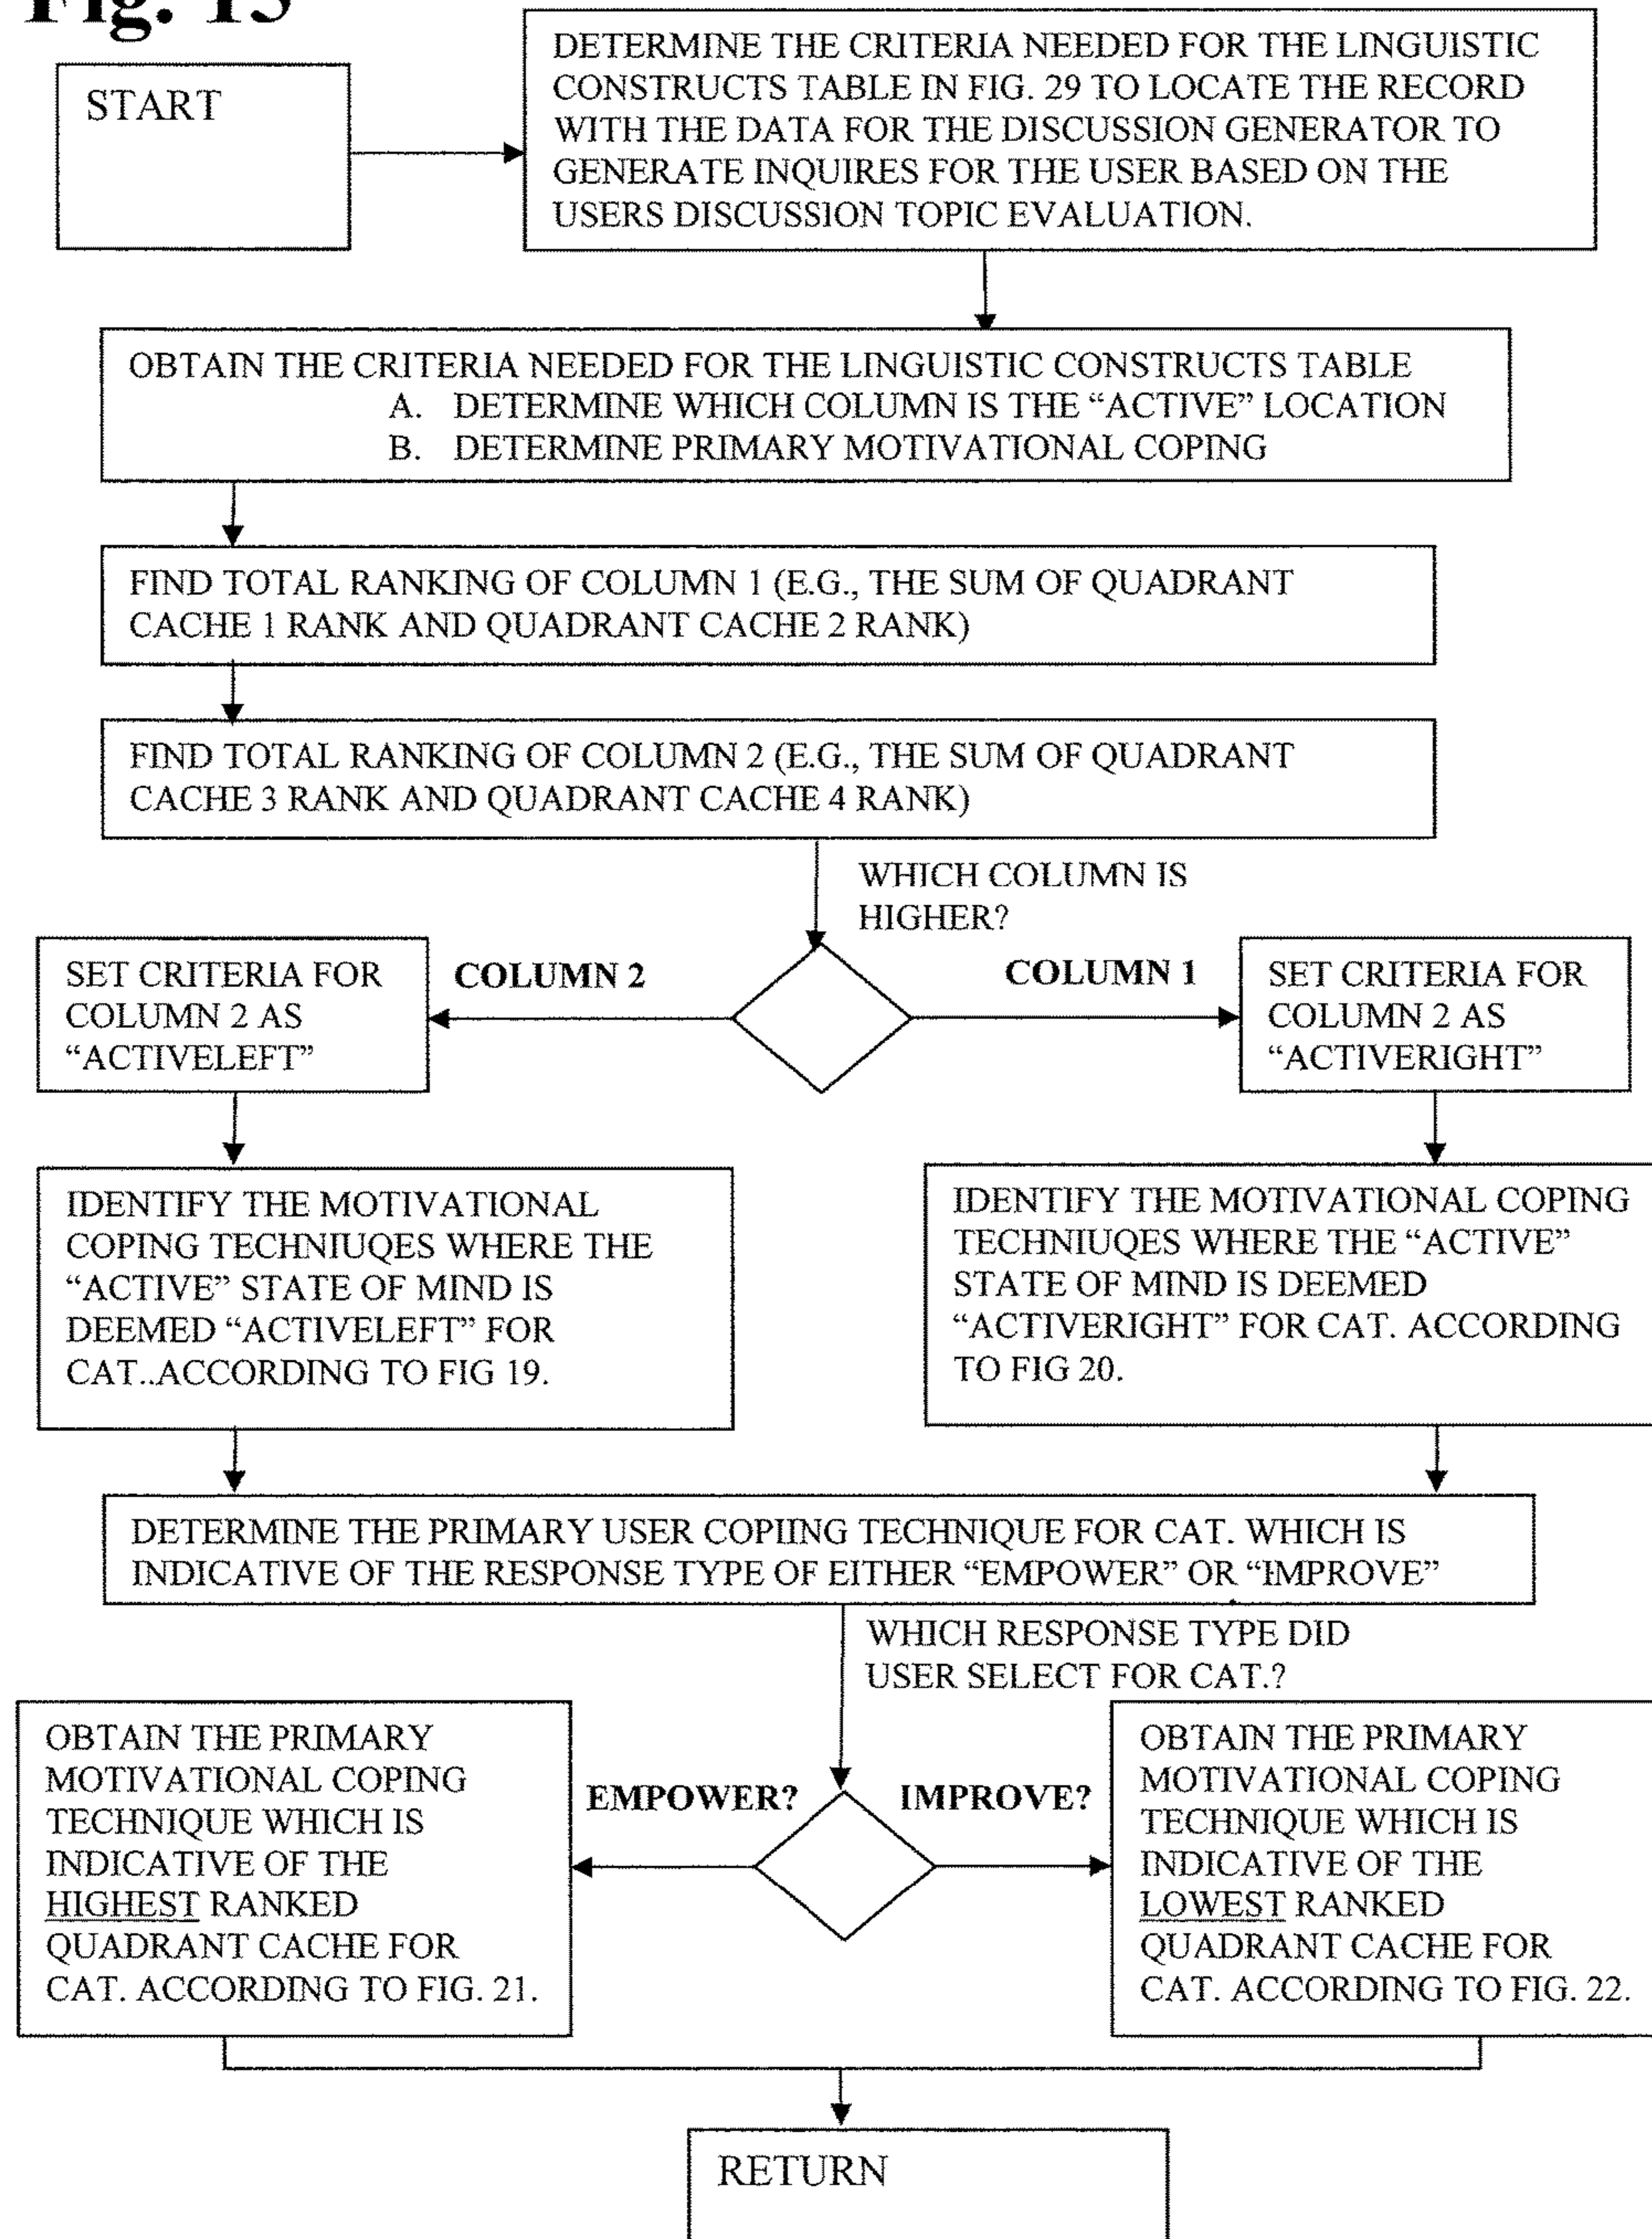 Fig. 15
START
DETERMINE THE CRITERIA NEEDED FOR THE LINGUISTIC
CONSTRUCTS TABLE IN FIG. 29 TO LOCATE THE RECORD
WITH THE DATA FOR THE DISCUSSION GENERATOR TO
GENERATE INQUIRES FOR THE USER BASED ON THE
USERS DISCUSSION TOPIC EVALUATION.
OBTAIN THE CRITERIA NEEDED FOR THE LINGUISTIC CONSTRUCTS TABLE
A. DETERMINE WHICH COLUMN IS THE “ACTIVE” LOCATION
B. DETERMINE PRIMARY MOTIVATIONAL COPING
FIND TOTAL RANKING OF COLUMN 1 (E.G., THE SUM OF QUADRANT
CACHE 1 RANK AND QUADRANT CACHE 2 RANK)
FIND TOTAL RANKING OF COLUMN 2 (E.G., THE SUM OF QUADRANT
CACHE 3 RANK AND QUADRANT CACHE 4 RANK)
WHICH COLUMN IS
HIGHER?
SET CRITERIA FOR
COLUMN 2 AS
“ACTIVELEFT”
COLUMN 2
COLUMN 1
SET CRITERIA FOR
COLUMN 2 AS
“ACTIVERIGHT”
IDENTIFY THE MOTIVATIONAL
COPING TECHNIUQES WHERE THE
“ACTIVE” STATE OF MIND IS
DEEMED “ACTIVELEFT” FOR
CAT..ACCORDING TO FIG 19.
IDENTIFY THE MOTIVATIONAL COPING
TECHNIUQES WHERE THE “ACTIVE”
STATE OF MIND IS DEEMED
“ACTIVERIGHT” FOR CAT. ACCORDING
TO FIG 20.
DETERMINE THE PRIMARY USER COPIING TECHNIQUE FOR CAT. WHICH IS
INDICATIVE OF THE RESPONSE TYPE OF EITHER “EMPOWER” OR “IMPROVE”
WHICH RESPONSE TYPE DID
USER SELECT FOR CAT.?
OBTAIN THE PRIMARY
MOTIVATIONAL COPING
TECHNIQUE WHICH IS
INDICATIVE OF THE
HIGHEST RANKED
QUADRANT CACHE FOR
CAT. ACCORDING TO FIG. 21.
EMPOWER?
IMPROVE?
OBTAIN THE PRIMARY
MOTIVATIONAL COPING
TECHNIQUE WHICH IS
INDICATIVE OF THE
LOWEST RANKED
QUADRANT CACHE FOR
CAT. ACCORDING TO FIG. 22.
RETURN